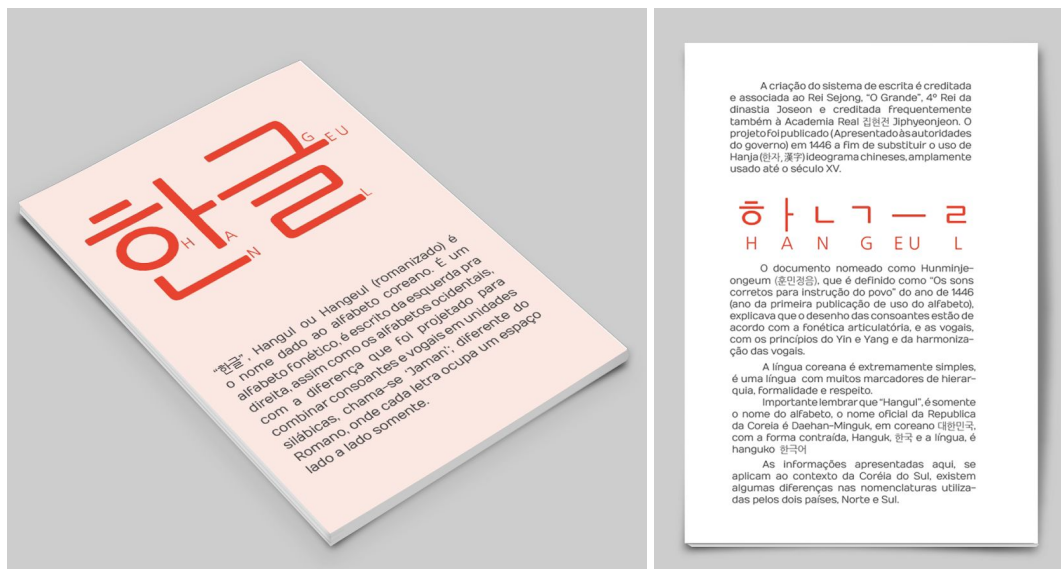 한글
H A N G EU L
"한글", Hangul ou Hangeul (romanizado) é
o nome dado ao alfabeto coreano. É um
alfabeto fonético, é escrito da esquerda pra
direita, assim como os alfabetos ocidentais,
com a diferença que foi projetado para
combinar consoantes e vogais em unidades
silábicas, chama-se 'Jaman'; diferente do
Romano, onde cada letra ocupa um espaço
lado a lado somente.
A criação do sistema de escrita é creditada
e associada ao Rei Sejong, "O Grande", 4º Rei da
dinastia Joseon e creditada frequentemente
também à Academia Real 집현전 Jiphyeonjeon. O
projeto foi publicado (Apresentado às autoridades
do governo) em 1446 a fim de substituir o uso de
Hanja (한자, 漢字) ideograma chineses, amplamente
usado até o século XV.
ㅎ ㅏ ㄴ ㄱ ㅡ ㄹ
H A N G EU L
O documento nomeado como Hunminje-
ongeum (훈민정음), que é definido como "Os sons
corretos para instrução do povo" do ano de 1446
(ano da primeira publicação de uso do alfabeto),
explicava que o desenho das consoantes estão de
acordo com a fonética articulatória, e as vogais,
com os princípios do Yin e Yang e da harmoniza-
ção das vogais.
A língua coreana é extremamente simples,
é uma língua com muitos marcadores de hierar-
quia, formalidade e respeito.
Importante lembrar que "Hangul", é somente
o nome do alfabeto, o nome oficial da Republica
da Coreia é Daehan-Minguk, em coreano 대한민국,
com a forma contraída, Hanguk, 한국 e a língua, é
hanguko 한극어
As informações apresentadas aqui, se
aplicam ao contexto da Coréia do Sul, existem
algumas diferenças nas nomenclaturas utiliza-
das pelos dois países, Norte e Sul.